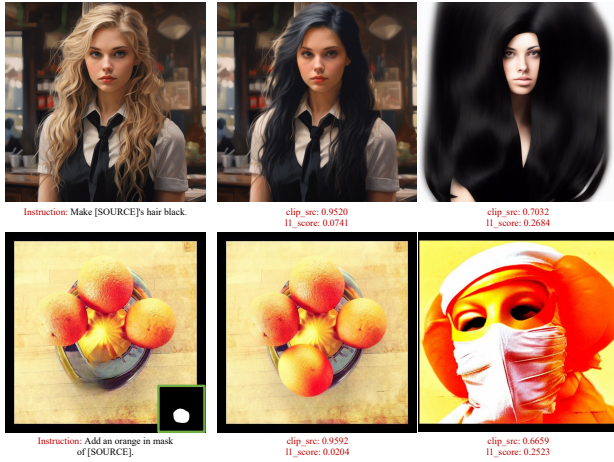 Instruction: Make [SOURCE]'s hair black.
clip_src: 0.9520
l1_score: 0.0741
clip_src: 0.7032
l1_score: 0.2684
Instruction: Add an orange in mask
of [SOURCE].
clip_src: 0.9592
l1_score: 0.0204
clip_src: 0.6659
l1_score: 0.2523